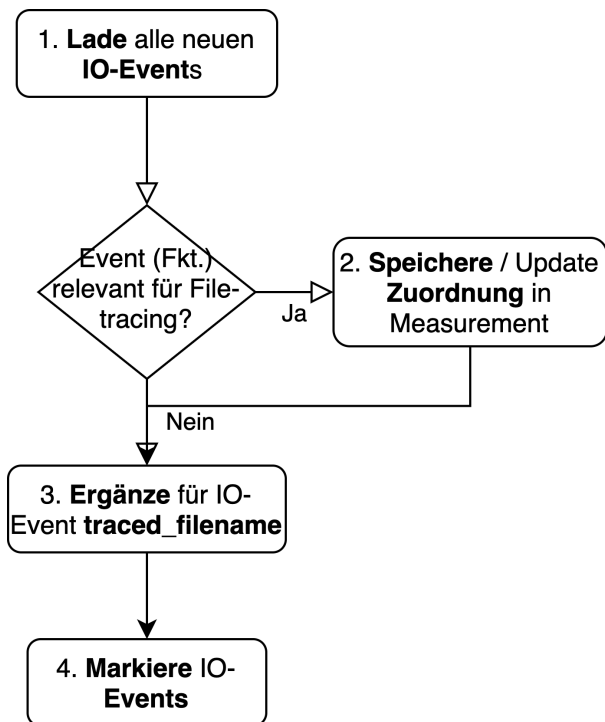 1. Lade alle neuen
IO-Events
Event (Fkt.)
relevant für File-
tracing?
Ja
2. Speichere / Update
Zuordnung in
Measurement
Nein
3. Ergänze für IO-
Event traced_filename
4. Markiere IO-
Events